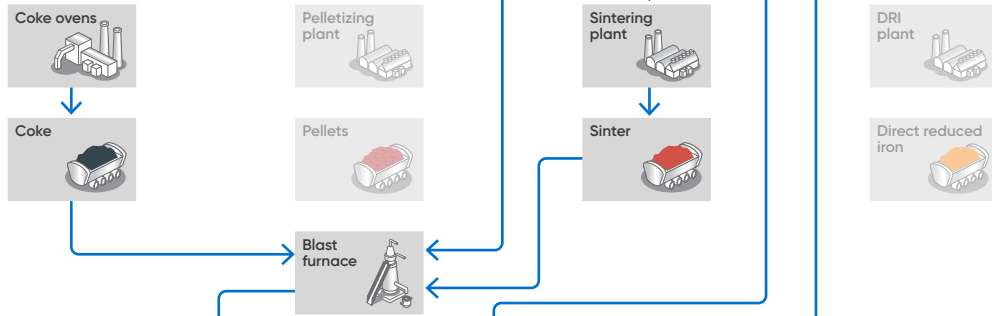 Coke ovens
Pelletizing
plant
Sintering
plant
DRI
plant
Coke
Pellets
Sinter
Direct reduced
iron
Blast
furnace